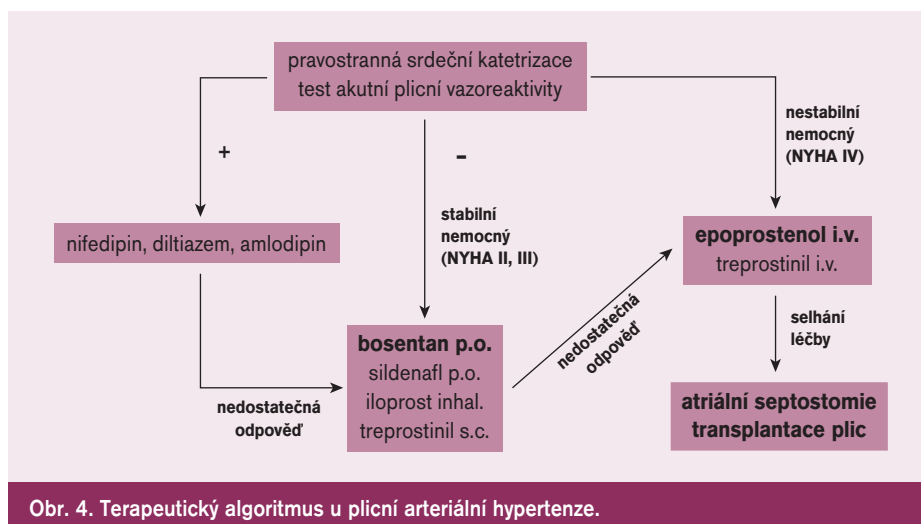 pravostranná srdeční katetrizace
test akutní plicní vazoreaktivity
+
-
nestabilní
nemocný
(NYHA IV)
nifedipin, diltiazem, amlodipin
stabilní
nemocný
(NYHA II, III)
epoprostenol i.v.
treprostinil i.v.
nedostatečná
odpověď
bosentan p.o.
sildenafl p.o.
iloprost inhal.
treprostinil s.c.
nedostatečná
odpověď
selhání
léčby
atriální septostomie
transplantace plic
Obr. 4. Terapeutický algoritmus u plicní arteriální hypertenze.